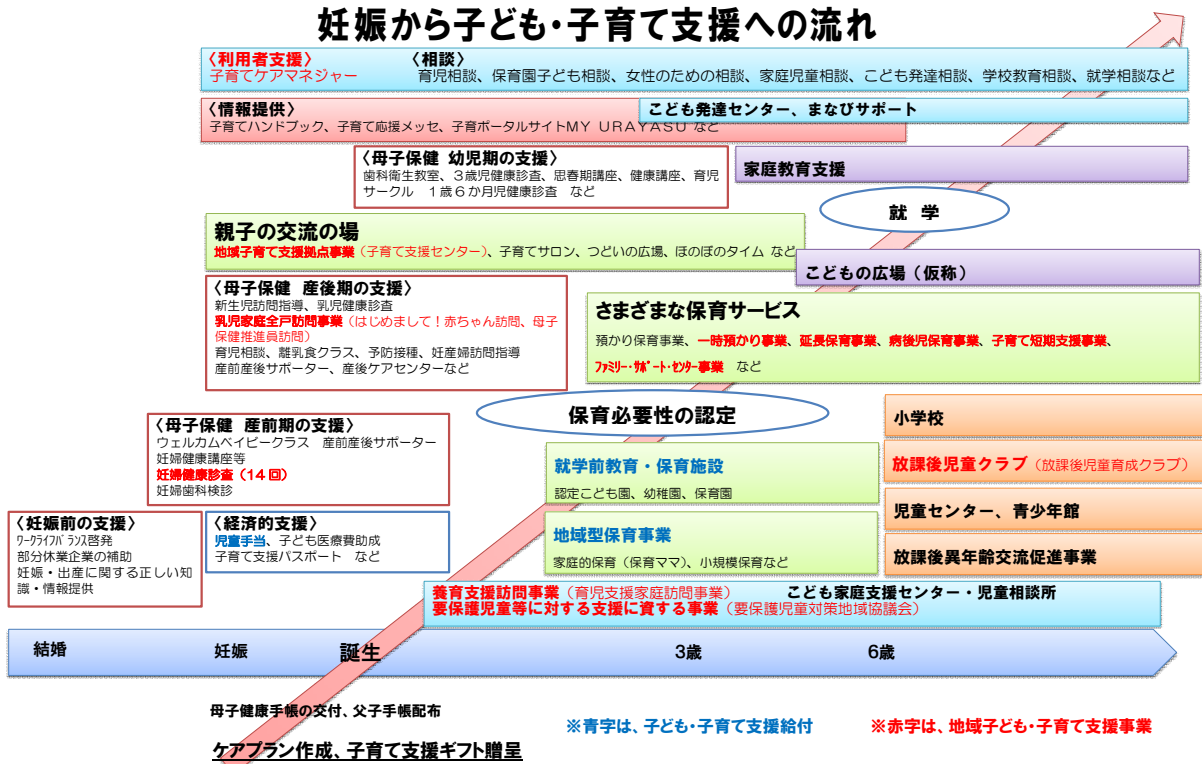 妊娠から子ども・子育て支援への流れ
〈利用者支援〉
子育てケアマネジャー
〈相談〉
育児相談、保育園子ども相談、女性のための相談、家庭児童相談、こども発達相談、学校教育相談、就学相談など
〈情報提供〉
子育てハンドブック、子育て応援メッセ、子育ポータルサイトMY URAYASU など
こども発達センター、まなびサポート
〈母子保健 幼児期の支援〉
歯科衛生教室、３歳児健康診査、思春期講座、健康講座、育児
サークル １歳６か月児健康診査 など
家庭教育支援
就 学
親子の交流の場
地域子育て支援拠点事業（子育て支援センター）、子育てサロン、つどいの広場、ほのぼのタイム など
こどもの広場（仮称）
〈母子保健 産後期の支援〉
新生児訪問指導、乳児健康診査
乳児家庭全戸訪問事業（はじめまして！赤ちゃん訪問、母子
保健推進員訪問）
育児相談、離乳食クラス、予防接種、妊産婦訪問指導
産前産後サポーター、産後ケアセンターなど
さまざまな保育サービス
預かり保育事業、一時預かり事業、延長保育事業、病後児保育事業、子育て短期支援事業、
ﾌｧﾐﾘｰ･ｻﾎﾟｰﾄ･ｾﾝﾀｰ事業 など
保育必要性の認定
〈母子保健 産前期の支援〉
ウェルカムベイビークラス 産前産後サポーター
妊婦健康講座等
妊婦健康診査（14回）
妊婦歯科検診
小学校
就学前教育・保育施設
認定こども園、幼稚園、保育園
放課後児童クラブ（放課後児童育成クラブ）
児童センター、青少年館
〈妊娠前の支援〉
ﾜｰｸﾗｲﾌﾊﾞﾗﾝｽ啓発
部分休業企業の補助
妊娠・出産に関する正しい知
識・情報提供
〈経済的支援〉
児童手当、子ども医療費助成
子育て支援パスポート など
地域型保育事業
家庭的保育（保育ママ）、小規模保育など
放課後異年齢交流促進事業
養育支援訪問事業（育児支援家庭訪問事業）
こども家庭支援センター・児童相談所
要保護児童等に対する支援に資する事業（要保護児童対策地域協議会）
結婚
妊娠
誕生
3歳
6歳
母子健康手帳の交付、父子手帳配布
※青字は、子ども・子育て支援給付
※赤字は、地域子ども・子育て支援事業
ケアプラン作成、子育て支援ギフト贈呈